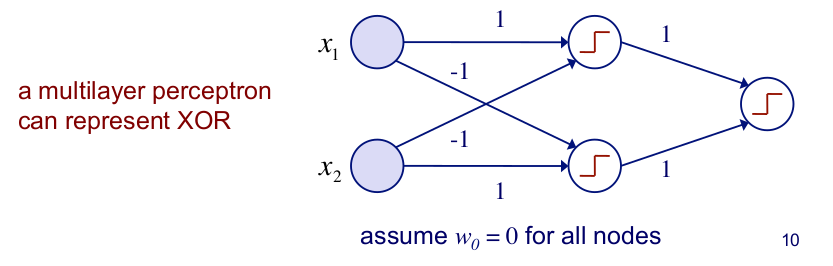 a multilayer perceptron
can represent XOR
x1
x2
1
-1
-1
1
1
1
assume w0 = 0 for all nodes
10